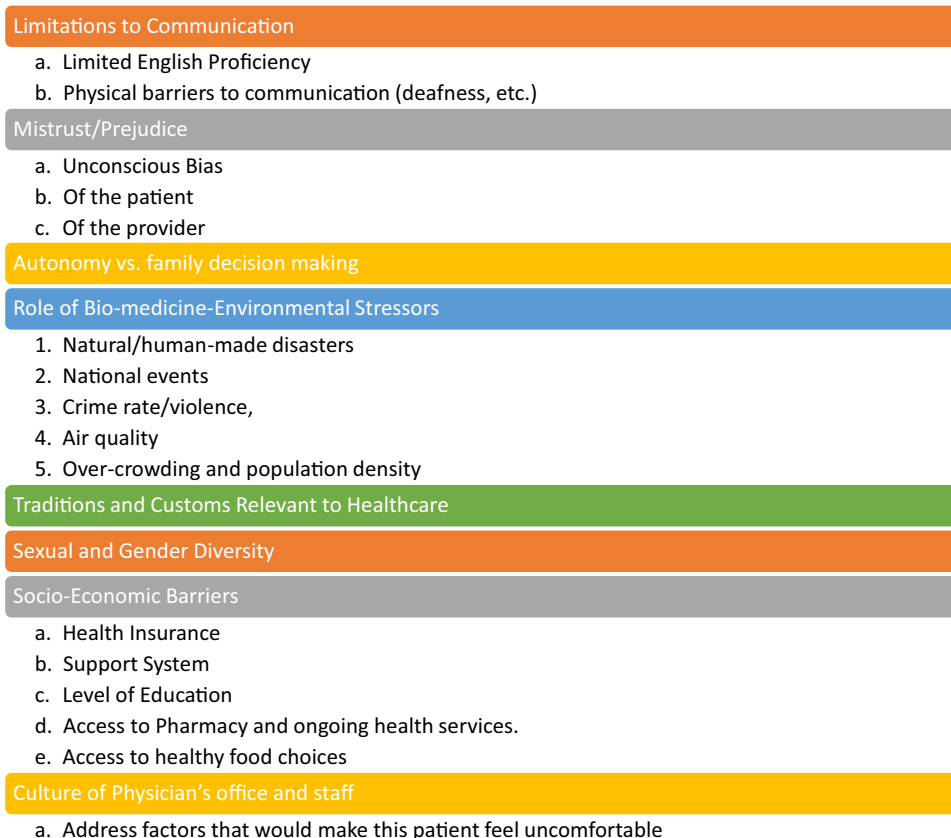 Limitations to Communication
a. Limited English Proficiency
b. Physical barriers to communication (deafness, etc.)
Mistrust/Prejudice
a. Unconscious Bias
b. Of the patient
c. Of the provider
Autonomy vs. family decision making
Role of Bio-medicine-Environmental Stressors
1. Natural/human-made disasters
2. National events
3. Crime rate/violence,
4. Air quality
5. Over-crowding and population density
Traditions and Customs Relevant to Healthcare
Sexual and Gender Diversity
Socio-Economic Barriers
a. Health Insurance
b. Support System
c. Level of Education
d. Access to Pharmacy and ongoing health services.
e. Access to healthy food choices
Culture of Physician’s office and staff
a. Address factors that would make this patient feel uncomfortable